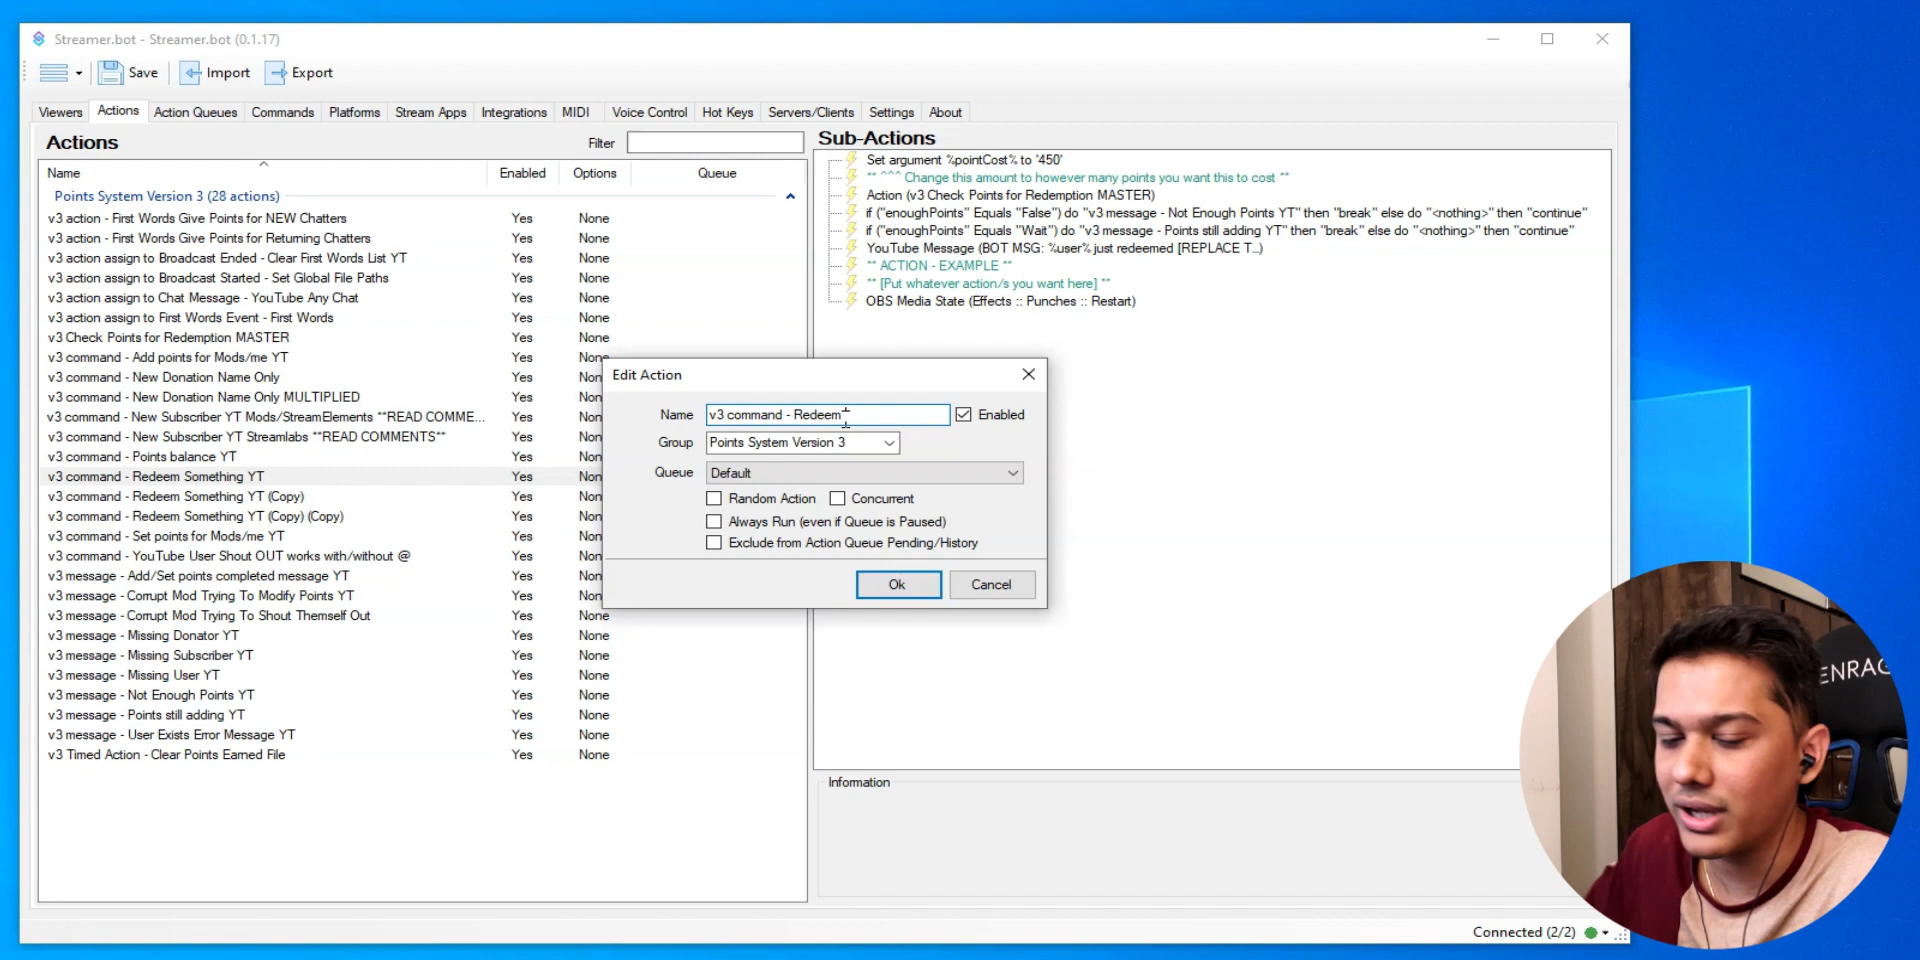 Streamer.bot - Streamer.bot (0.1.17)
Save
Import
Export
Viewers
Actions
Action Queues
Commands
Platforms
Stream Apps
Integrations
MIDI
Voice Control
Hot Keys
Servers/Clients
Settings
About
Actions
Filter
Name
Enabled
Options
Queue
Points System Version 3 (28 actions)
v3 action - First Words Give Points for NEW Chatters Yes None
v3 action - First Words Give Points for Returning Chatters Yes None
v3 action assign to Broadcast Ended - Clear First Words List YT Yes None
v3 action assign to Broadcast Started - Set Global File Paths Yes None
v3 action assign to Chat Message - YouTube Any Chat Yes None
v3 action assign to First Words Event - First Words Yes None
v3 Check Points for Redemption MASTER Yes None
v3 command - Add points for Mods/me YT Yes None
v3 command - New Donation Name Only Yes Non
v3 command - New Donation Name Only MULTIPLIED Yes Non
v3 command - New Subscriber YT Mods/StreamElements **READ COMME... Yes Non
v3 command - New Subscriber YT Streamlabs **READ COMMENTS** Yes Non
v3 command - Points balance YT Yes Non
v3 command - Redeem Something YT Yes Non
v3 command - Redeem Something YT (Copy) Yes Non
v3 command - Redeem Something YT (Copy) (Copy) Yes Non
v3 command - Set points for Mods/me YT Yes Non
v3 command - YouTube User Shout OUT works with/without @ Yes Non
v3 message - Add/Set points completed message YT Yes Non
v3 message - Corrupt Mod Trying To Modify Points YT Yes Non
v3 message - Corrupt Mod Trying To Shout Themself Out Yes None
v3 message - Missing Donator YT Yes None
v3 message - Missing Subscriber YT Yes None
v3 message - Missing User YT Yes None
v3 message - Not Enough Points YT Yes None
v3 message - Points still adding YT Yes None
v3 message - User Exists Error Message YT Yes None
v3 Timed Action - Clear Points Earned File Yes None
Sub-Actions
Set argument %pointCost% to '450'
** ^^^ Change this amount to however many points you want this to cost **
Action (v3 Check Points for Redemption MASTER)
if ("enoughPoints" Equals "False") do "v3 message - Not Enough Points YT" then "break" else do "<nothing>" then "continue"
if ("enoughPoints" Equals "Wait") do "v3 message - Points still adding YT" then "break" else do "<nothing>" then "continue"
YouTube Message (BOT MSG: %user% just redeemed [REPLACE T...)
** ACTION - EXAMPLE **
** [Put whatever action/s you want here] **
OBS Media State (Effects :: Punches :: Restart)
Edit Action
Name v3 command - Redeem Enabled
Group Points System Version 3
Queue Default
Random Action Concurrent
Always Run (even if Queue is Paused)
Exclude from Action Queue Pending/History
Ok
Cancel
Information
ENRAG
Connected (2/2)